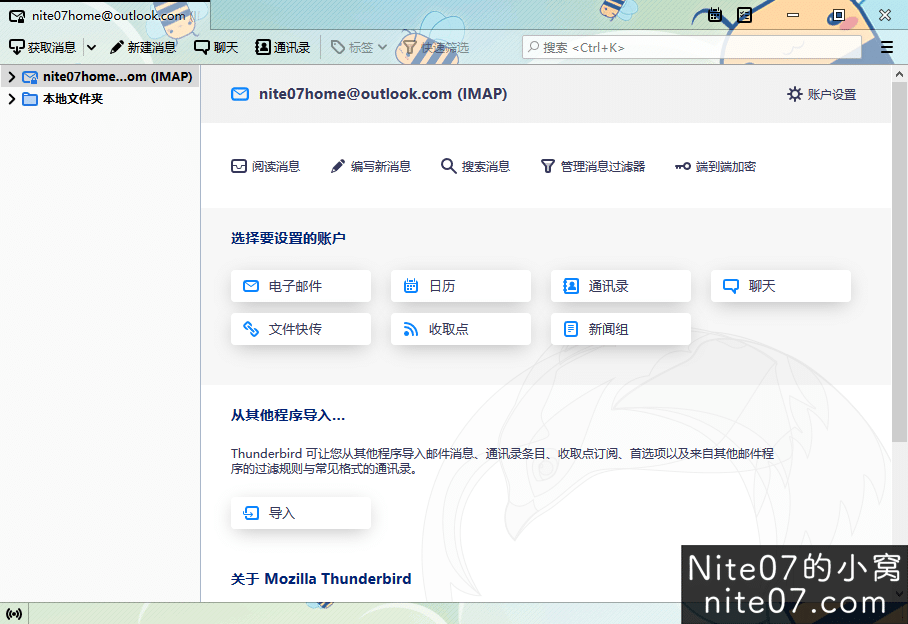 nite07home@outlook.com
获取消息 新建消息 聊天 通讯录 标签 快速筛选 搜索 <Ctrl+K>
nite07home...om (IMAP)
本地文件夹
nite07home@outlook.com (IMAP) 账户设置
阅读消息 编写新消息 搜索消息 管理消息过滤器 端到端加密
选择要设置的账户
电子邮件 日历 通讯录 聊天
文件快传 收取点 新闻组
从其他程序导入...
Thunderbird 可让您从其他程序导入邮件消息、通讯录条目、收取点订阅、首选项以及来自其他邮件程
序的过滤规则与常见格式的通讯录。
导入
关于 Mozilla Thunderbird
Nite07的小窝
nite07.com